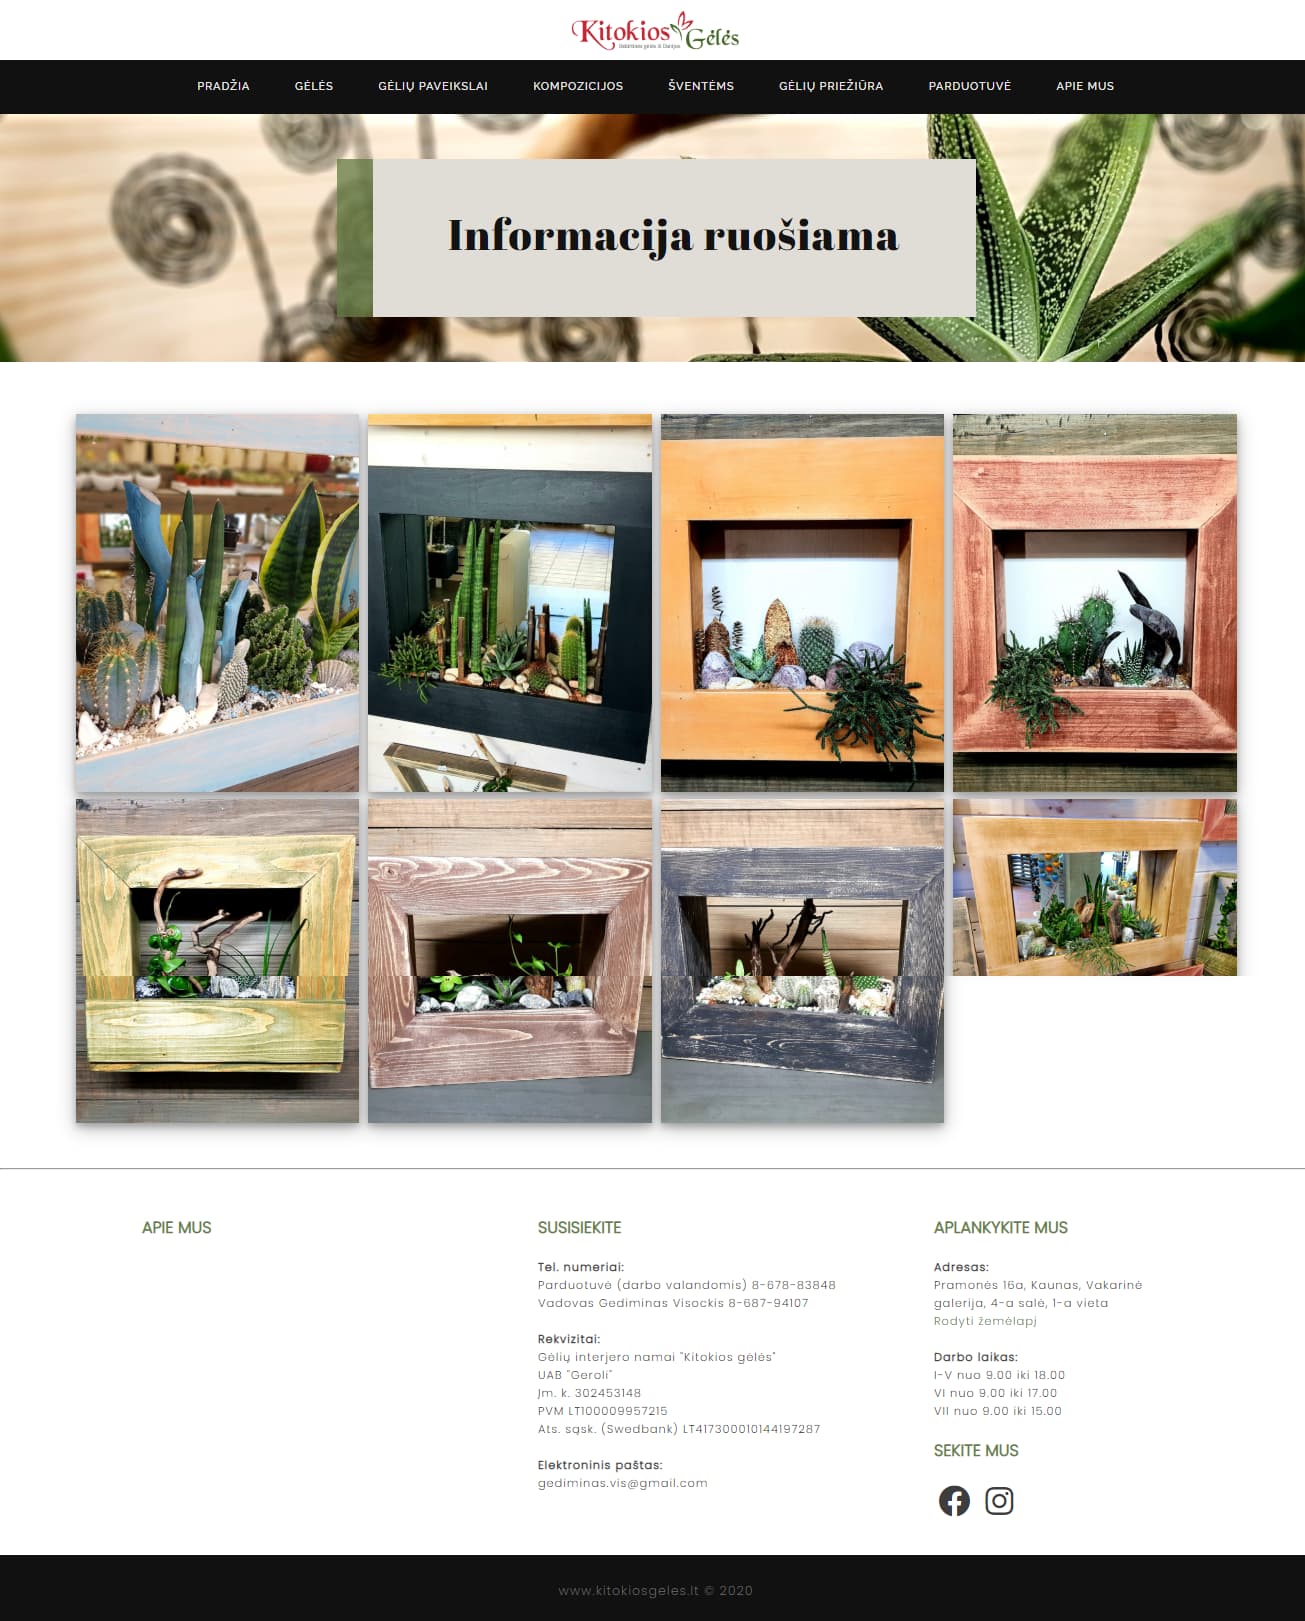 Kitokios Gėlės
PRADŽIA GĖLĖS GĖLIŲ PAVEIKSLAI KOMPOZICIJOS ŠVENTĖMS GĖLIŲ PRIEŽIŪRA PARDUOTUVĖ APIE MUS
Informacija ruošiama
APIE MUS
SUSISIEKITE
Tel. numeriai:
Parduotuvė (darbo valandomis) 8-678-83848
Vadovas Gediminas Visockis 8-687-94107
Rekvizitai:
Gėlių interjero namai "Kitokios gėlės"
UAB "Geroli"
Įm. k. 302453148
PVM LT100009957215
Ats. sąsk. (Swedbank) LT417300010144197287
Elektroninis paštas:
gediminas.vis@gmail.com
APLANKYKITE MUS
Adresas:
Pramonės 16a, Kaunas, Vakarinė
galerija, 4-a salė, 1-a vieta
Rodyti žemėlapį
Darbo laikas:
I-V nuo 9.00 iki 18.00
VI nuo 9.00 iki 17.00
VII nuo 9.00 iki 15.00
SEKITE MUS
www.kitokiosgeles.lt © 2020